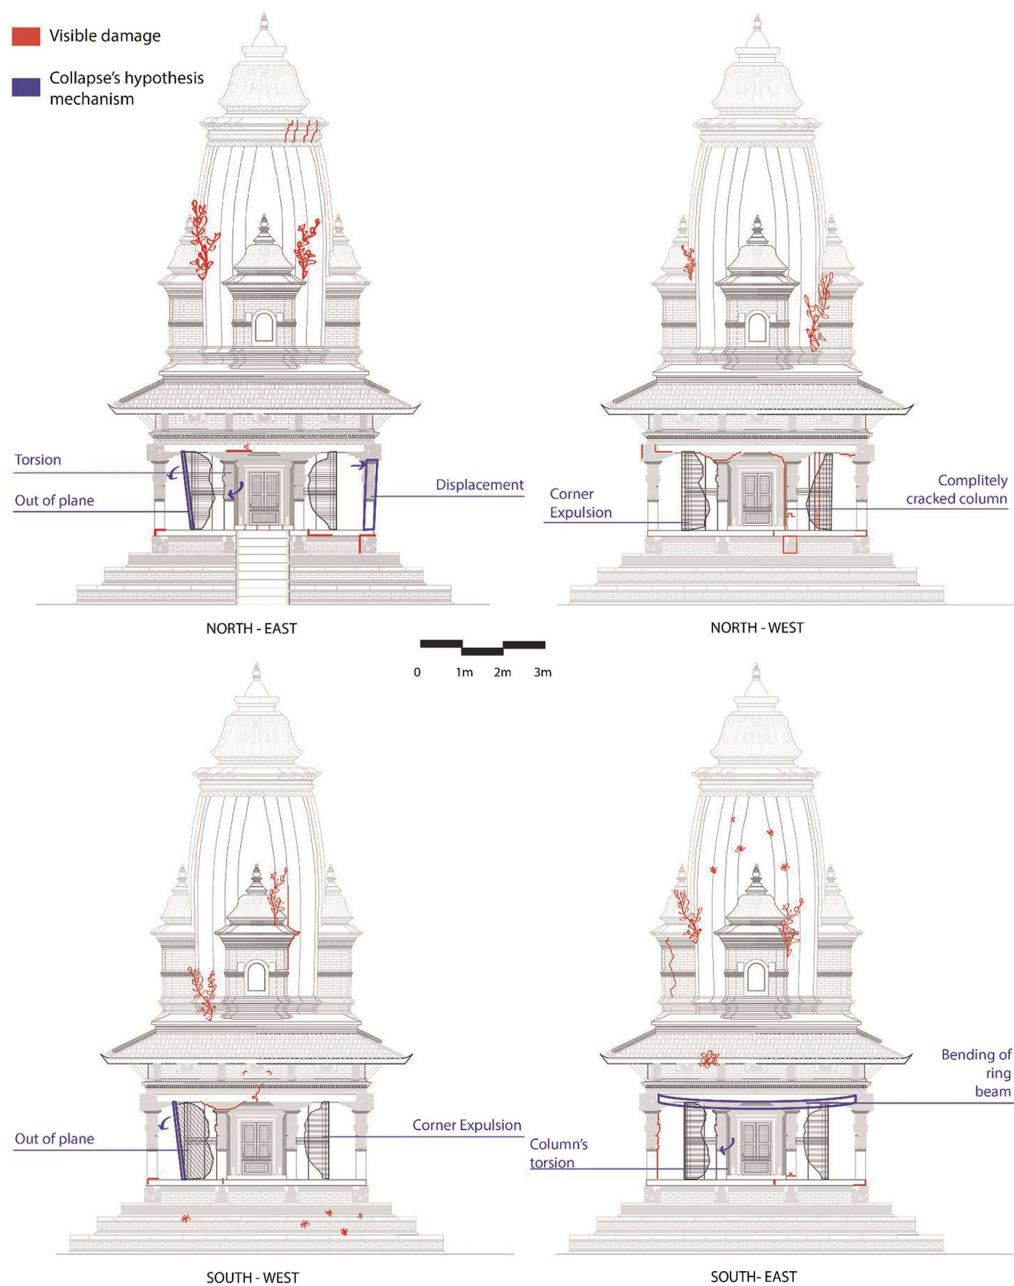 Visible damage
Collapse's hypothesis
mechanism
Torsion
Out of plane
Displacement
Corner
Expulsion
Complitely
cracked column
NORTH - EAST
NORTH - WEST
0 1m 2m 3m
Out of plane
Corner Expulsion
Column's
torsion
Bending of
ring
beam
SOUTH - WEST
SOUTH- EAST